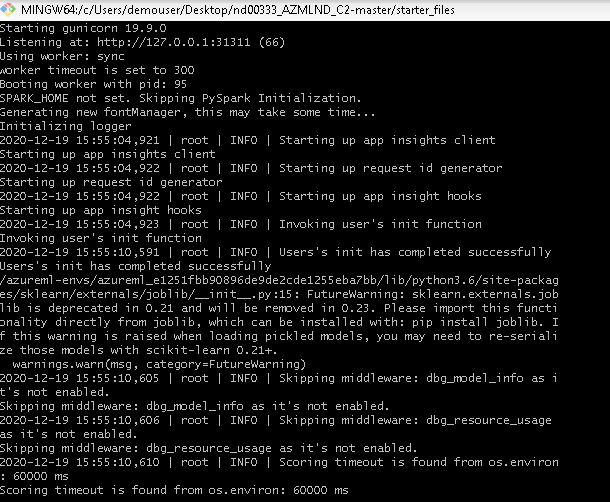 MINGW64:/c/Users/demouser/Desktop/nd00333_AZMLND_C2-master/starter_files
Starting gunicorn 19.9.0
Listening at: http://127.0.0.1:31311 (66)
Using worker: sync
worker timeout is set to 300
Booting worker with pid: 95
SPARK_HOME not set. Skipping PySpark Initialization.
Generating new fontManager, this may take some time...
Initializing logger
2020-12-19 15:55:04,921 | root | INFO | Starting up app insights client
Starting up app insights client
2020-12-19 15:55:04,922 | root | INFO | Starting up request id generator
Starting up request id generator
2020-12-19 15:55:04,922 | root | INFO | Starting up app insight hooks
Starting up app insight hooks
2020-12-19 15:55:04,923 | root | INFO | Invoking user's init function
Invoking user's init function
2020-12-19 15:55:10,591 | root | INFO | Users's init has completed successfully
Users's init has completed successfully
/azureml-envs/azureml_e1251fbb90896de9de2cde1255eba7bb/lib/python3.6/site-packag
es/sklearn/externals/joblib/__init__.py:15: FutureWarning: sklearn.externals.job
lib is deprecated in 0.21 and will be removed in 0.23. Please import this functi
onality directly from joblib, which can be installed with: pip install joblib. I
f this warning is raised when loading pickled models, you may need to re-seriali
ze those models with scikit-learn 0.21+.
  warnings.warn(msg, category=FutureWarning)
2020-12-19 15:55:10,605 | root | INFO | Skipping middleware: dbg_model_info as i
t's not enabled.
Skipping middleware: dbg_model_info as it's not enabled.
2020-12-19 15:55:10,606 | root | INFO | Skipping middleware: dbg_resource_usage
as it's not enabled.
Skipping middleware: dbg_resource_usage as it's not enabled.
2020-12-19 15:55:10,610 | root | INFO | Scoring timeout is found from os.environ
: 60000 ms
Scoring timeout is found from os.environ: 60000 ms